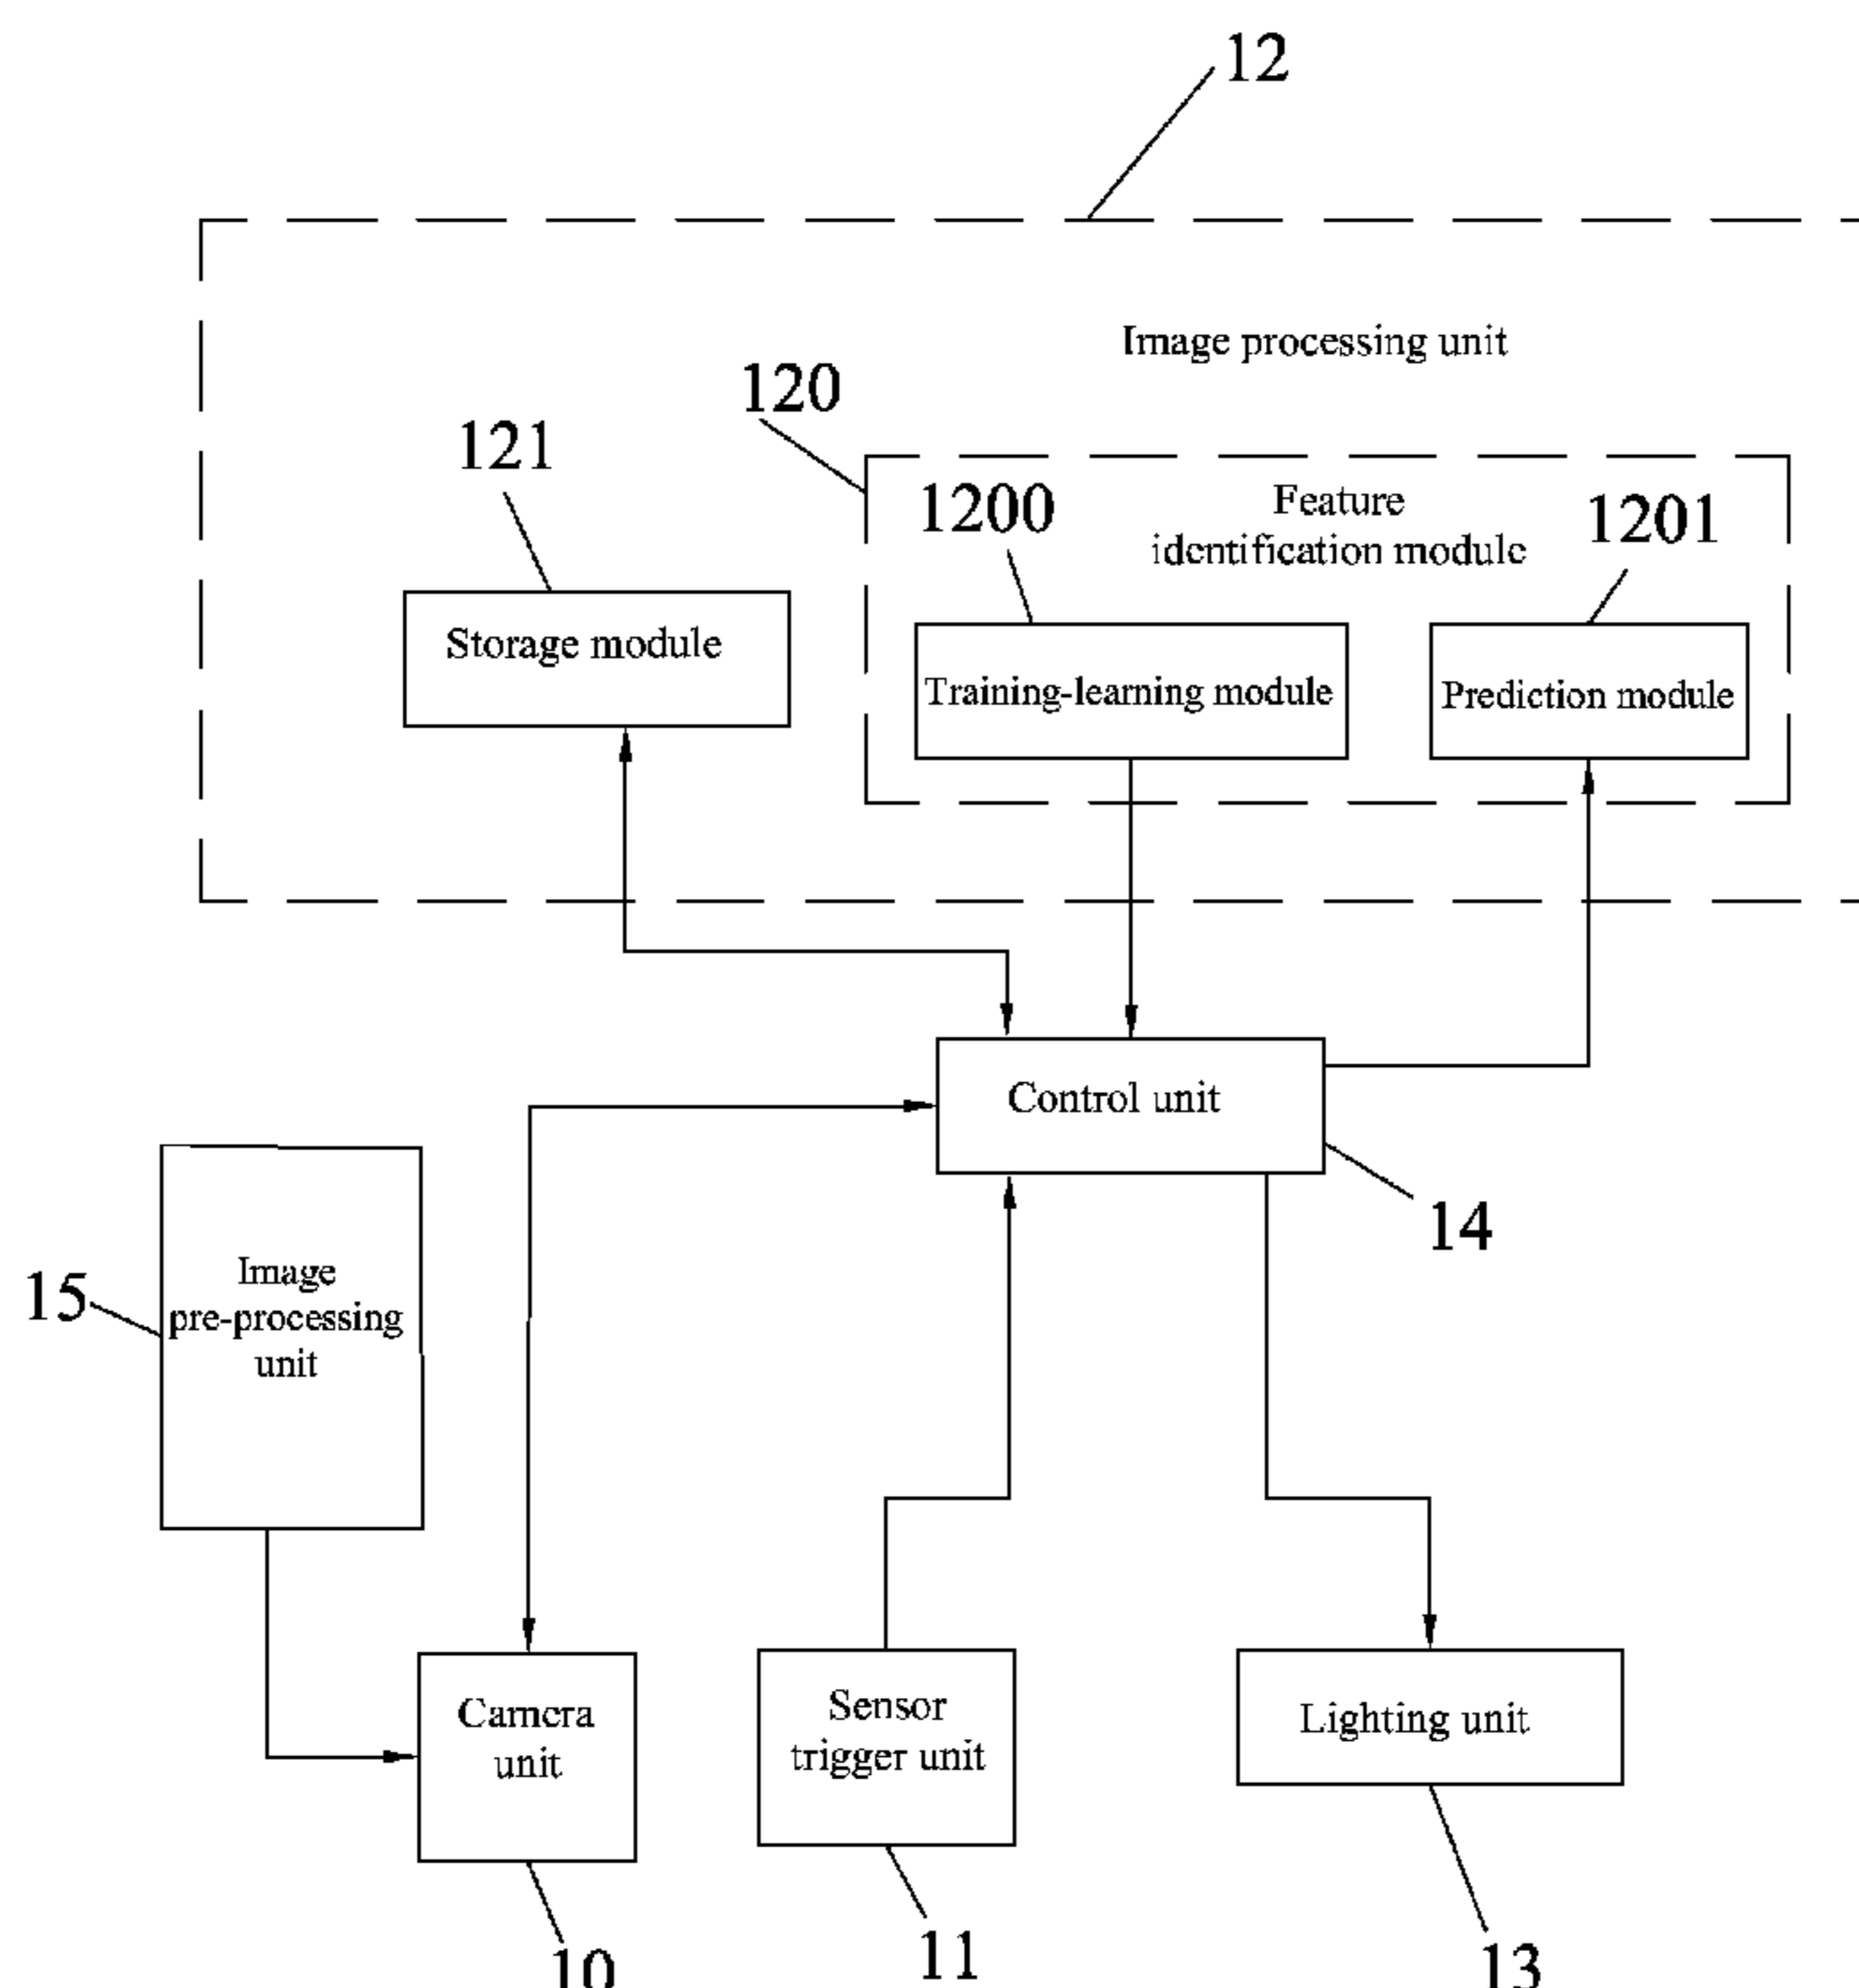 12
Image processing unit
120
121
1200
Feature
identification module
1201
Storage module
Training-learning module
Prediction module
Control unit
14
15
Image
pre-processing
unit
Camera
unit
Sensor
trigger unit
Lighting unit
10
11
13